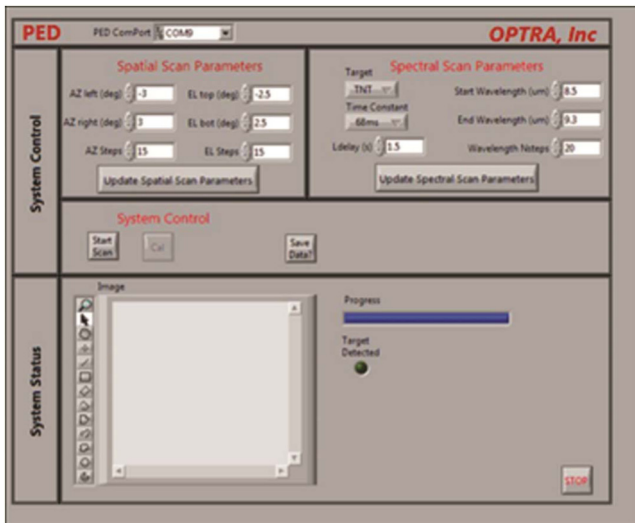 PED
PED ComPort COM9
OPTRA, Inc
System Control
Spatial Scan Parameters
AZ left (deg) -3
EL top (deg) -2.5
AZ right (deg) 3
EL bot (deg) 2.5
AZ Steps 15
EL Steps 15
Update Spatial Scan Parameters
Spectral Scan Parameters
Target
TNT
Start Wavelength (um) 8.5
Time Constant
68ms
End Wavelength (um) 9.3
Ldelay (s) 1.5
Wavelength Nsteps 20
Update Spectral Scan Parameters
System Control
Start
Scan
Cal
Save
Data?
System Status
Image
Progress
Target
Detected
STOP